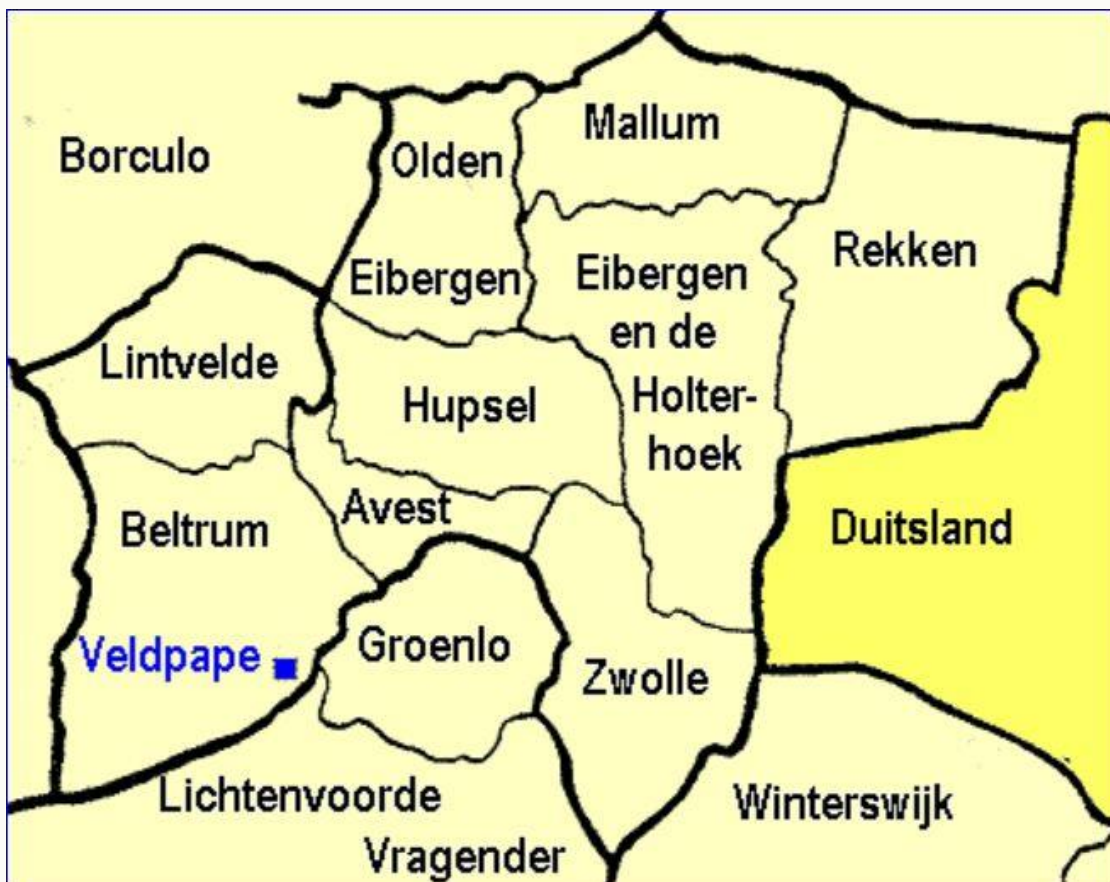 Mallum
Borculo
Olden
Eibergen
Rekken
Eibergen
en de
Holter-
hoek
Lintvelde
Hupsel
Avest
Beltrum
Duitsland
Veldpape
Groenlo
Zwolle
Lichtenvoorde
Winterswijk
Vragender